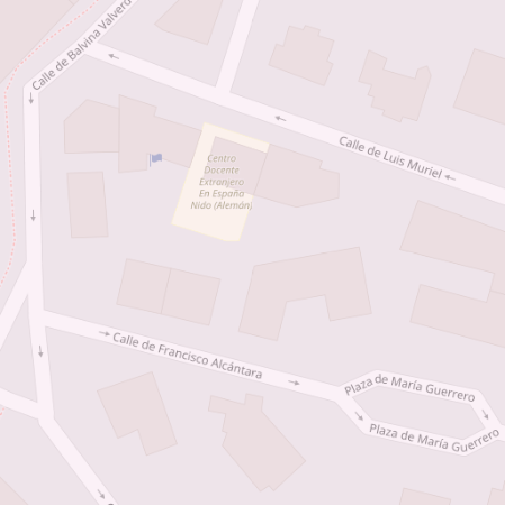 Calle de Balvina Valverd
Calle de Luis Muriel
Centro
Docente
Extranjero
En España
Nido (Alemán)
Calle de Francisco Alcántara
Plaza de María Guerrero
Plaza de María Guerrero